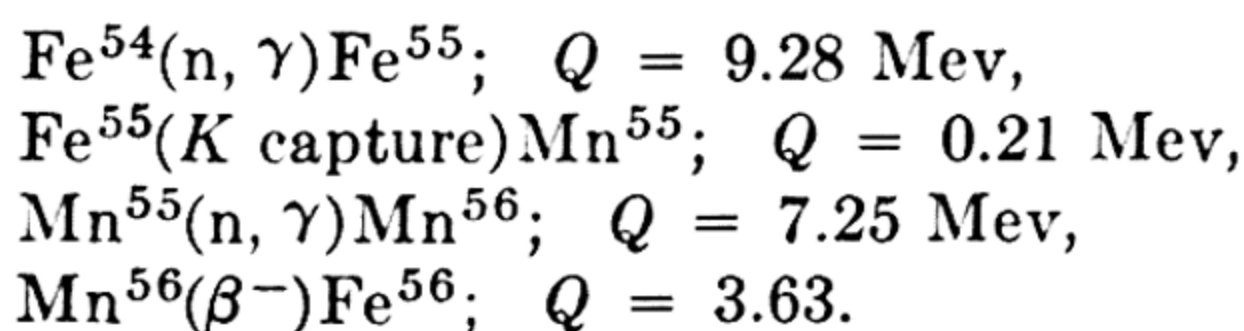 Fe⁵⁴(n, γ)Fe⁵⁵; Q = 9.28 Mev,
Fe⁵⁵(K capture)Mn⁵⁵; Q = 0.21 Mev,
Mn⁵⁵(n, γ)Mn⁵⁶; Q = 7.25 Mev,
Mn⁵⁶(β⁻)Fe⁵⁶; Q = 3.63.